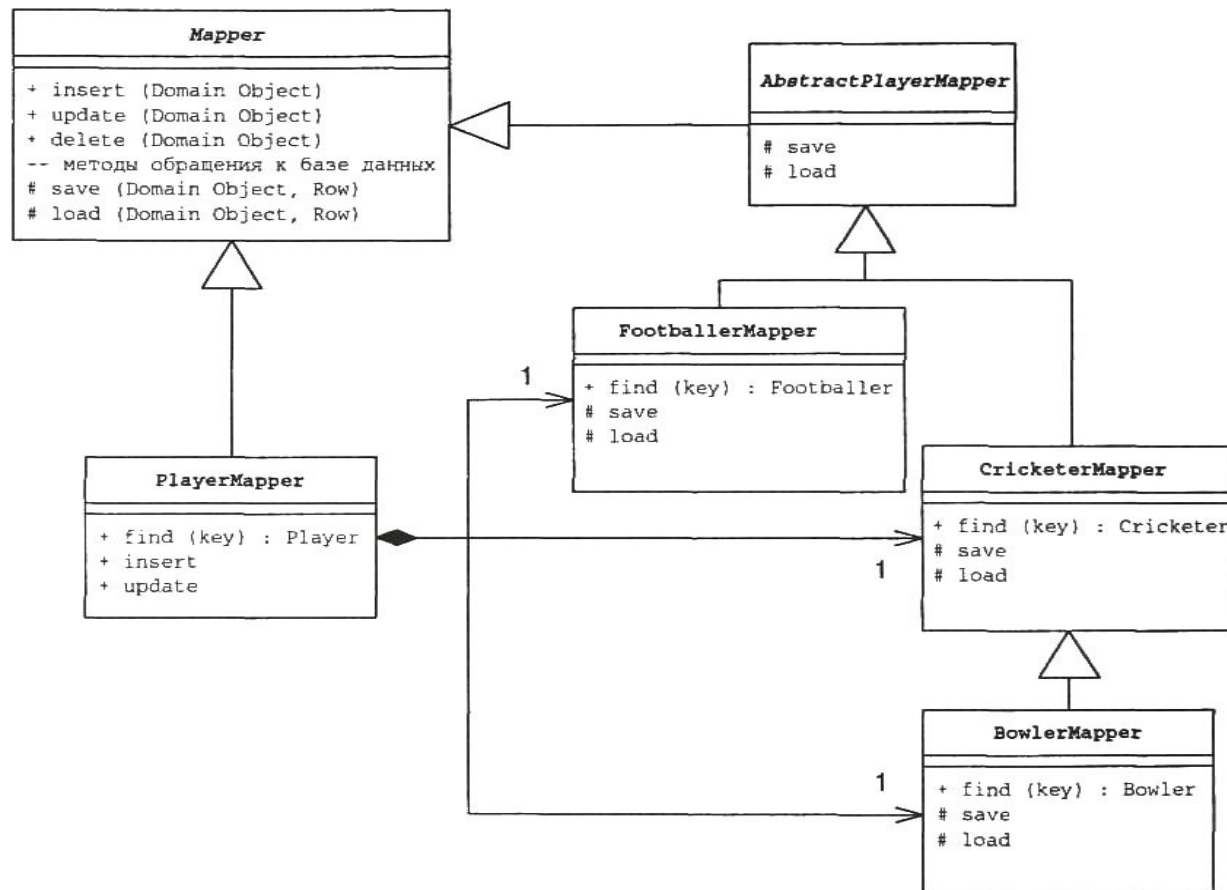 Mapper
+ insert (Domain Object)
+ update (Domain Object)
+ delete (Domain Object)
-- методы обращения к базе данных
# save (Domain Object, Row)
# load (Domain Object, Row)
AbstractPlayerMapper
# save
# load
FootballerMapper
+ find (key) : Footballer
# save
# load
1
PlayerMapper
+ find (key) : Player
+ insert
+ update
CricketerMapper
+ find (key) : Cricketer
# save
# load
1
BowlerMapper
+ find (key) : Bowler
# save
# load
1